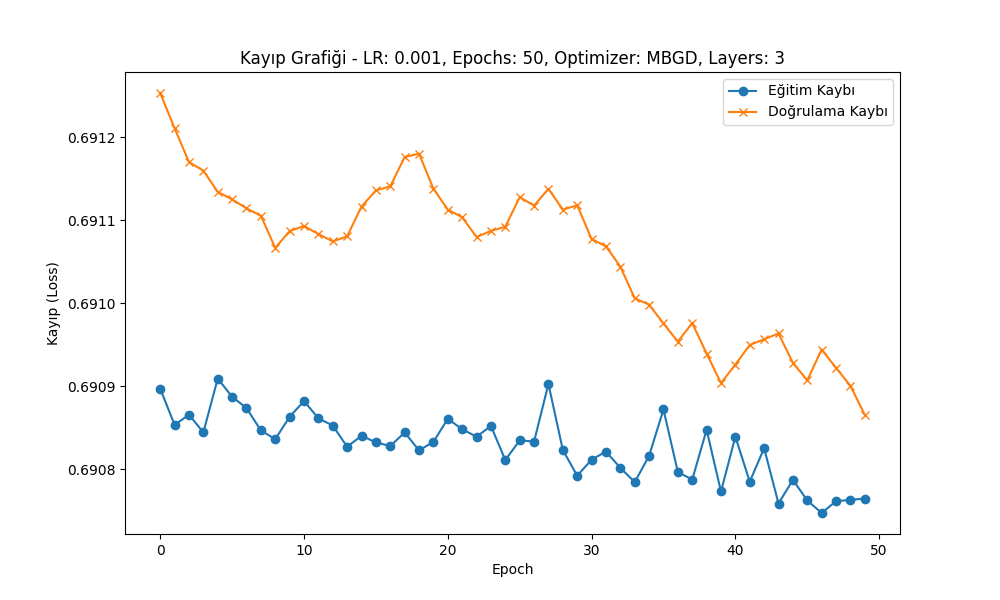 Kayıp Grafiği - LR: 0.001, Epochs: 50, Optimizer: MBGD, Layers: 3
Eğitim Kaybı
Doğrulama Kaybı
0.6912
0.6911
0.6910
0.6909
0.6908
Kayıp (Loss)
0 10 20 30 40 50
Epoch